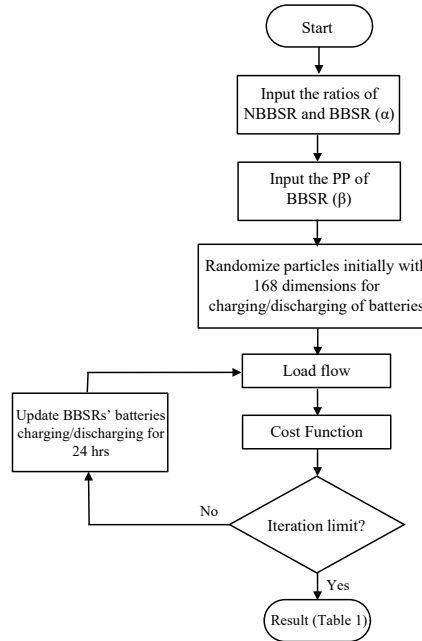 Start
Input the ratios of
NBBSR and BBSR (α)
Input the PP of
BBSR (β)
Randomize particles initially with
168 dimensions for
charging/discharging of batteries
Load flow
Update BBSRs' batteries
charging/discharging for
24 hrs
Cost Function
No
Iteration limit?
Yes
Result (Table 1)